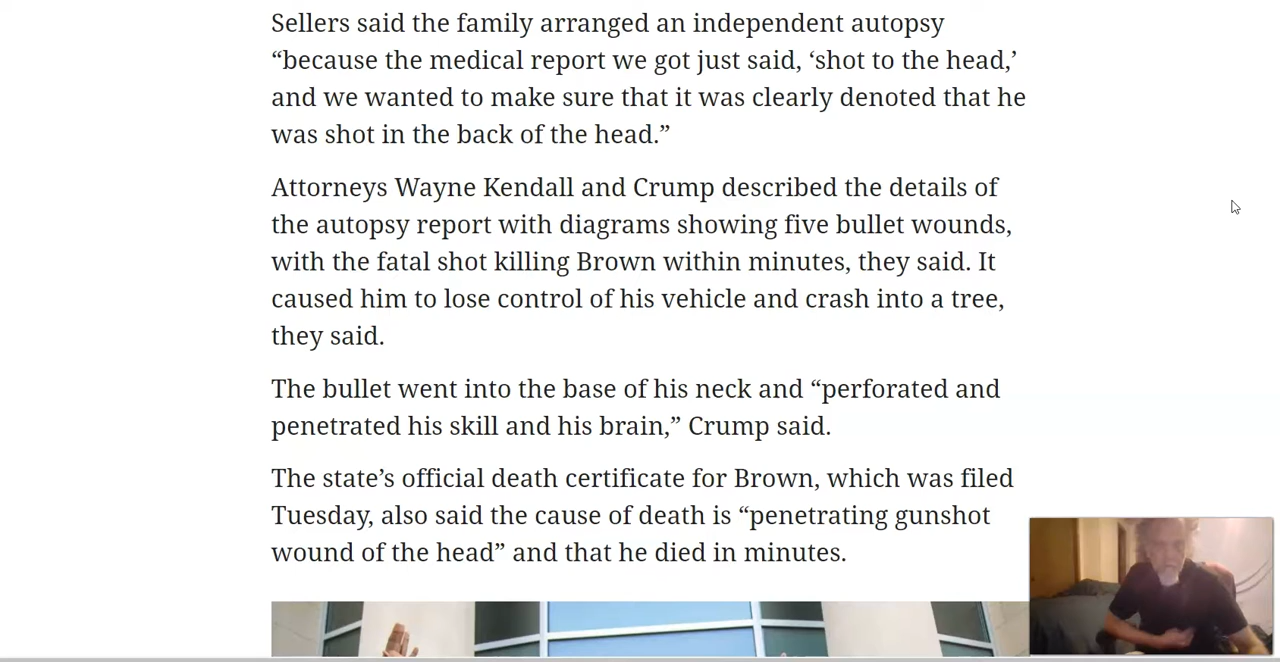 Sellers said the family arranged an independent autopsy
“because the medical report we got just said, ‘shot to the head,’
and we wanted to make sure that it was clearly denoted that he
was shot in the back of the head.”
Attorneys Wayne Kendall and Crump described the details of
the autopsy report with diagrams showing five bullet wounds,
with the fatal shot killing Brown within minutes, they said. It
caused him to lose control of his vehicle and crash into a tree,
they said.
The bullet went into the base of his neck and “perforated and
penetrated his skill and his brain,” Crump said.
The state’s official death certificate for Brown, which was filed
Tuesday, also said the cause of death is “penetrating gunshot
wound of the head” and that he died in minutes.